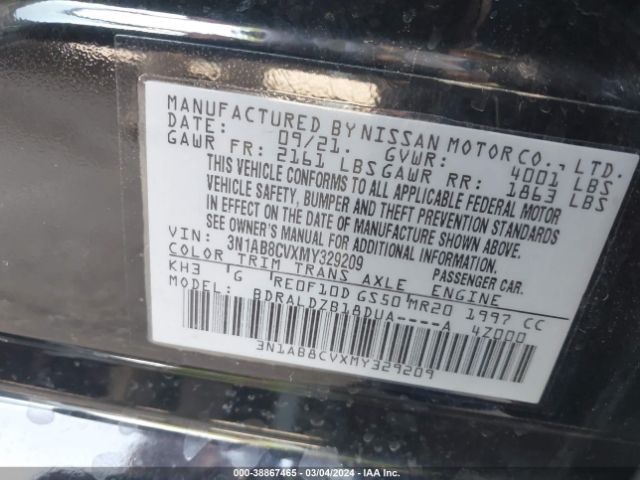 MANUFACTURED BY NISSAN MOTOR CO., LTD.
DATE: 09/21. GVWR: 4001 LBS
GAWR FR: 2161 LBS GAWR RR: 1863 LBS
THIS VEHICLE CONFORMS TO ALL APPLICABLE FEDERAL MOTOR
VEHICLE SAFETY, BUMPER AND THEFT PREVENTION STANDARDS
IN EFFECT ON THE DATE OF MANUFACTURE SHOWN ABOVE.
SEE OWNER'S MANUAL FOR ADDITIONAL INFORMATION.
VIN: 3N1AB8CVXMY329209 PASSENGER CAR.
COLOR TRIM TRANS AXLE ENGINE
KH3 G RE0F10D GS50 MR20 1997 CC
MODEL: BDRALDZB18DUA----A 4Z000
3N1AB8CVXMY329209
000-38867465 - 03/04/2024 - IAA Inc.